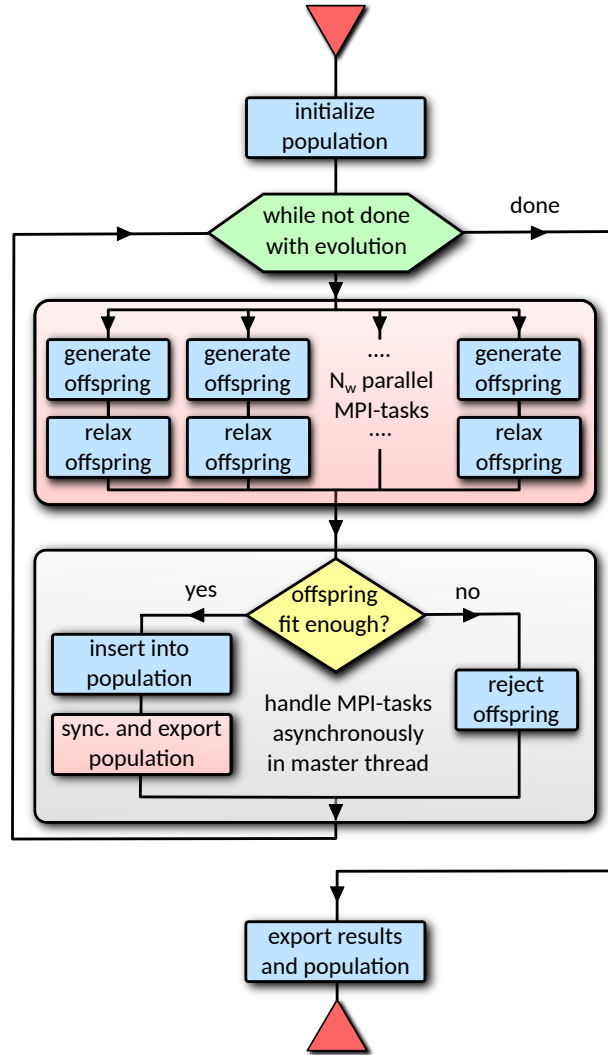 initialize
population
while not done
with evolution
done
generate
offspring
generate
offspring
....
N_w parallel
MPI-tasks
....
generate
offspring
relax
offspring
relax
offspring
relax
offspring
yes
offspring
fit enough?
no
insert into
population
sync. and export
population
handle MPI-tasks
asynchronously
in master thread
reject
offspring
export results
and population